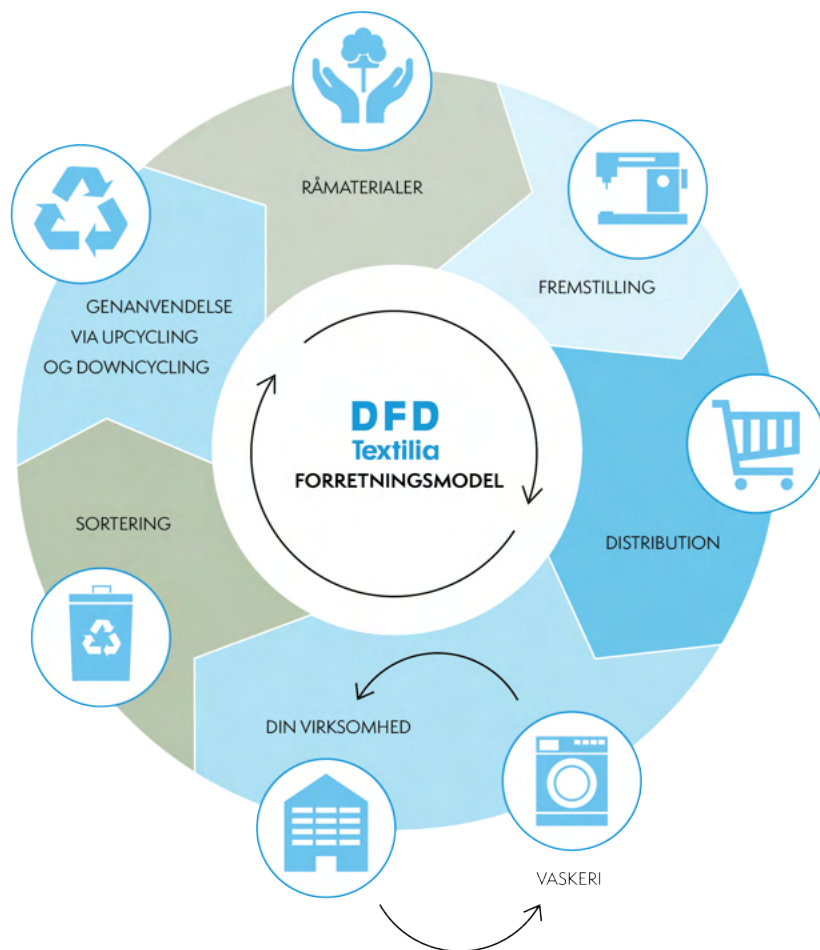 RÅMATERIALER
FREMSTILLING
GENANVENDELSE
VIA UPCYCLING
OG DOWNCYCLING
DFD
Textilia
FORRETNINGSMODEL
SORTERING
DISTRIBUTION
DIN VIRKSOMHED
VASKERI